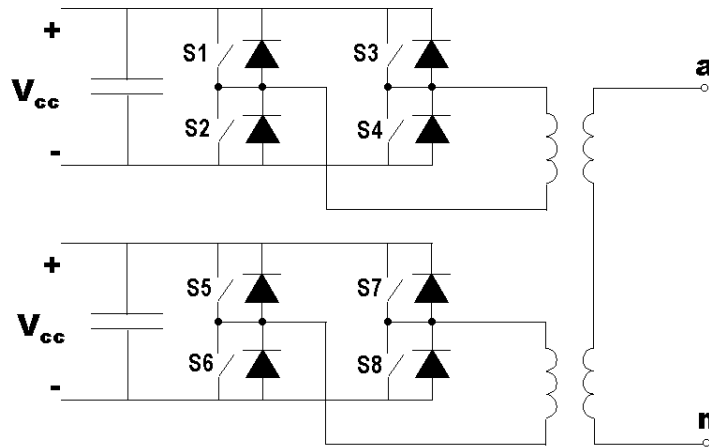 +
S1
S3
a
Vcc
S2
S4
-
+
S5
S7
Vcc
S6
S8
-
n